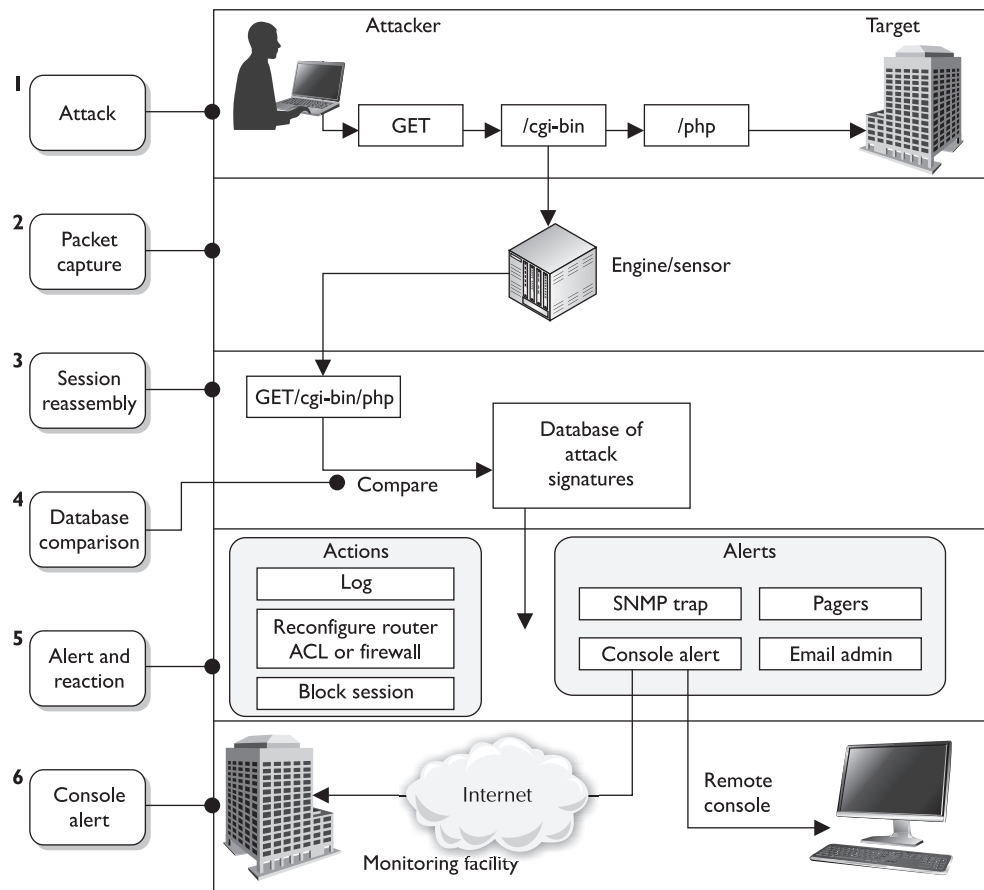 1
Attack
Attacker
Target
GET
/cgi-bin
/php
2
Packet
capture
Engine/sensor
3
Session
reassembly
GET/cgi-bin/php
Database of
attack
signatures
Compare
4
Database
comparison
Actions
Log
Reconfigure router
ACL or firewall
Block session
Alerts
SNMP trap
Pagers
Console alert
Email admin
5
Alert and
reaction
6
Console
alert
Internet
Remote
console
Monitoring facility